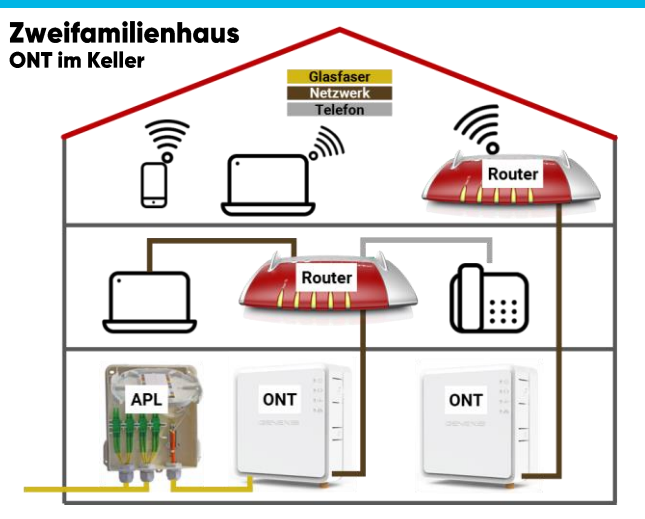 Zweifamilienhaus
ONT im Keller
Glasfaser
Netzwerk
Telefon
Router
Router
APL
ONT
ONT